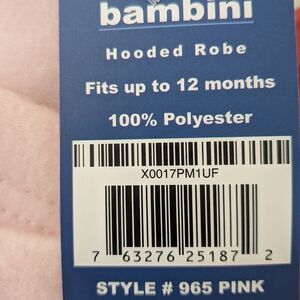 bambini
Hooded Robe
Fits up to 12 months
100% Polyester
X0017PM1UF
7 63276 25187 2
STYLE # 965 PINK